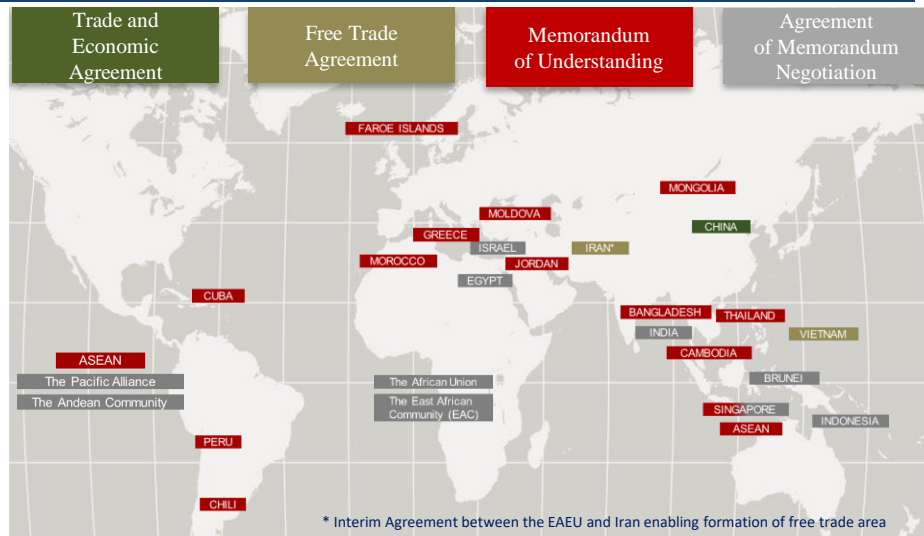 Trade and
Economic
Agreement
Free Trade
Agreement
Memorandum
of Understanding
Agreement
of Memorandum
Negotiation
FAROE ISLANDS
MONGOLIA
MOLDOVA
CHINA
GREECE
ISRAEL
IRAN*
MOROCCO
JORDAN
EGYPT
CUBA
BANGLADESH
THAILAND
INDIA
VIETNAM
CAMBODIA
ASEAN
The Pacific Alliance
The Andean Community
The African Union
The East African
Community (EAC)
BRUNEI
SINGAPORE
INDONESIA
ASEAN
PERU
CHILI
* Interim Agreement between the EAEU and Iran enabling formation of free trade area